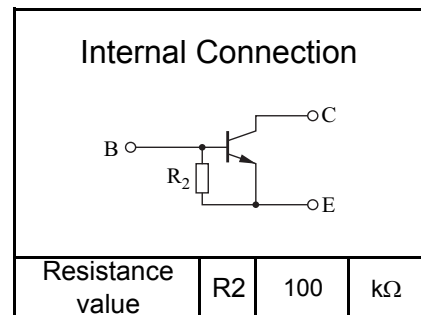 Internal Connection
C
B
R2
E
Resistance value R2 100 kΩ